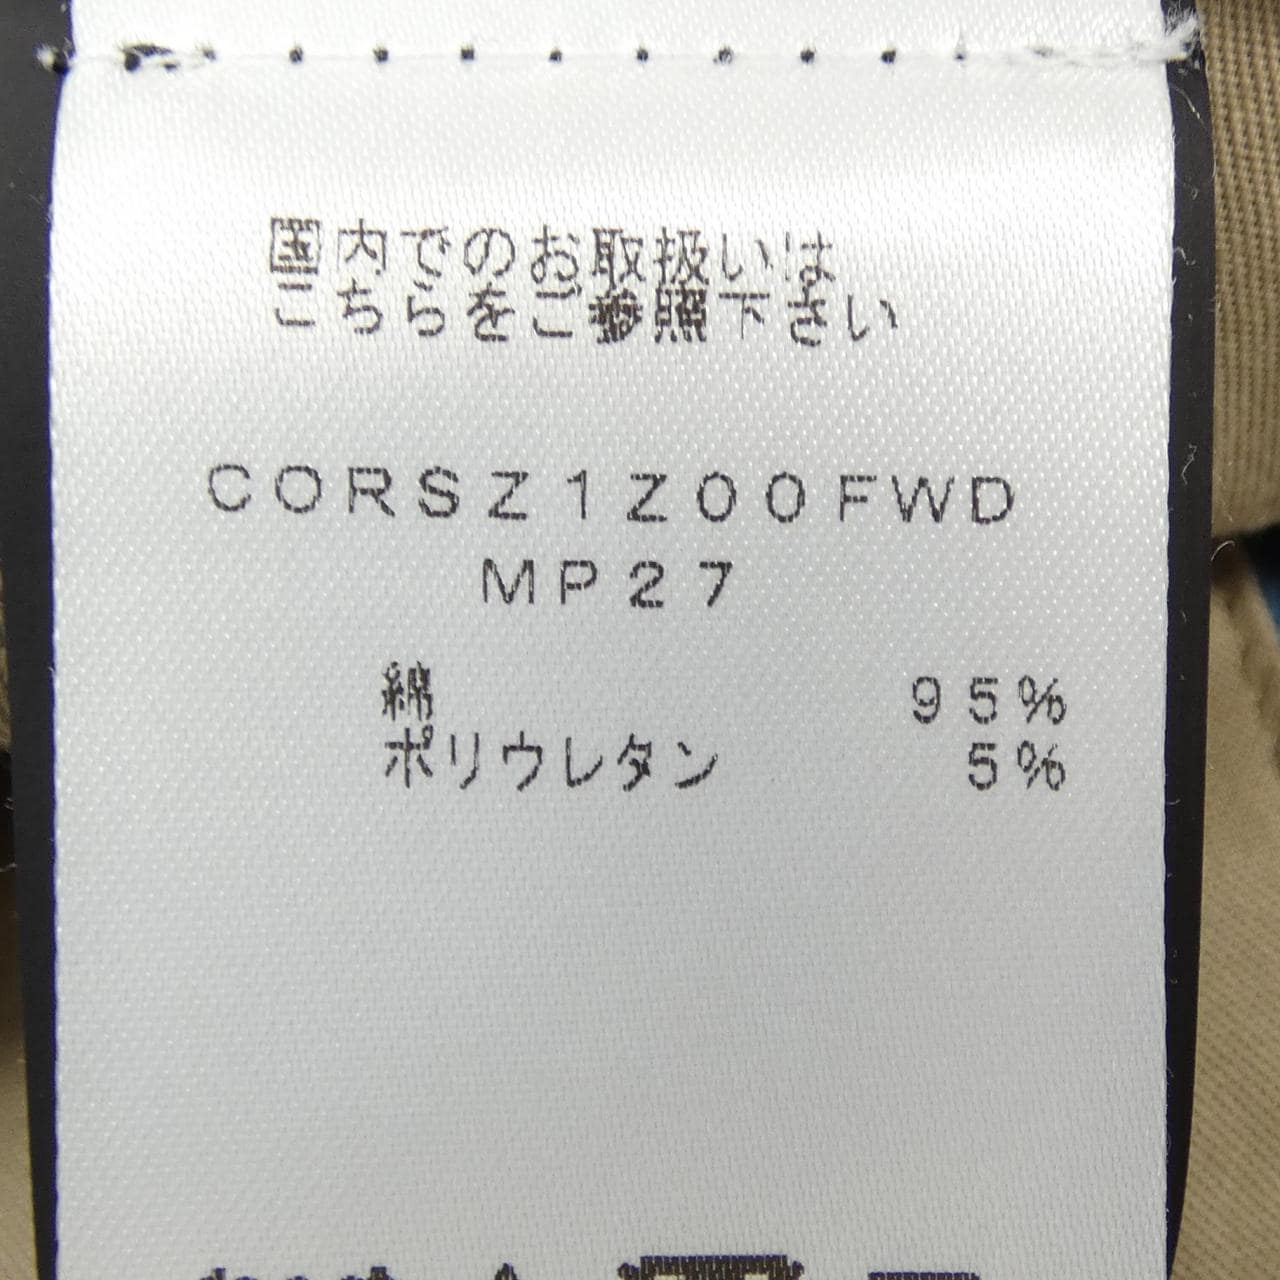 国内でのお取扱いは
こちらをご参照下さい
CORSZ1Z00FWD
MP27
綿 95%
ポリウレタン 5%